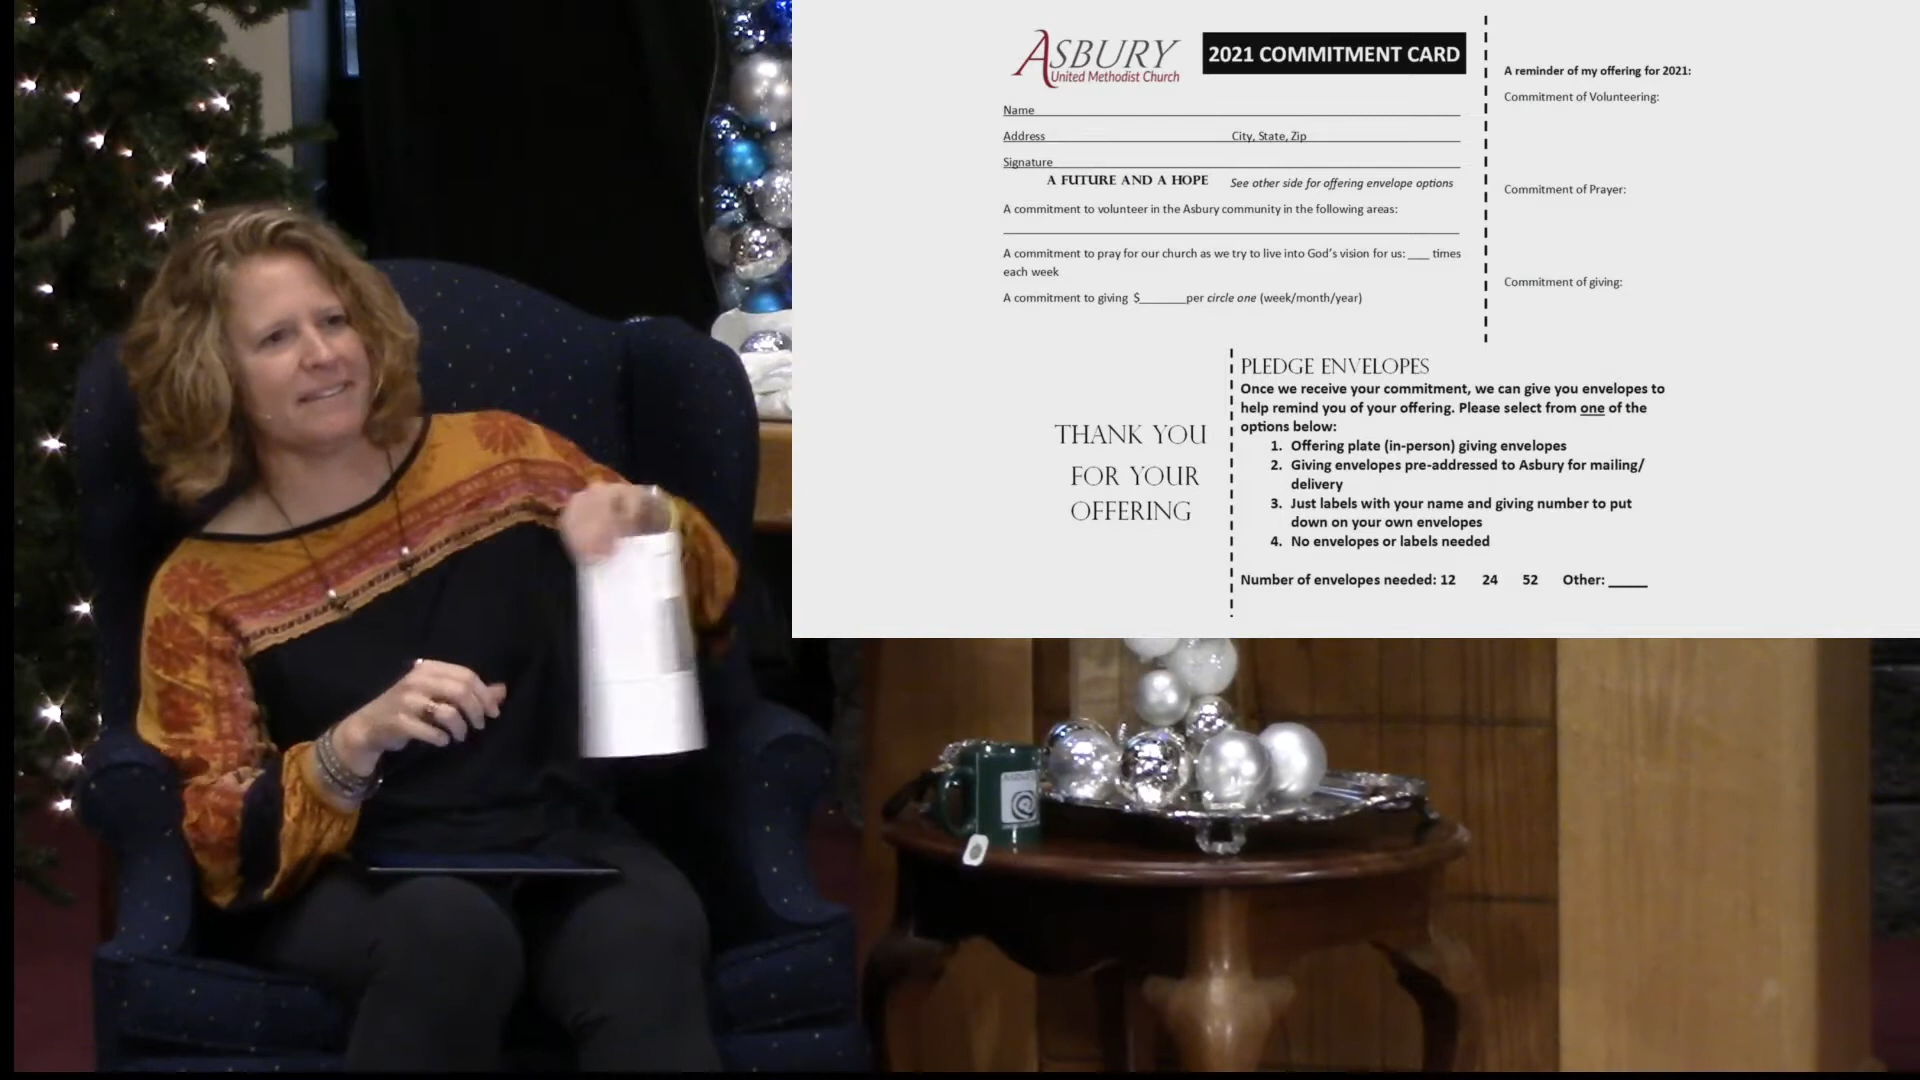 ASBURY
United Methodist Church
2021 COMMITMENT CARD
Name
Address City, State, Zip
Signature
A FUTURE AND A HOPE See other side for offering envelope options
A commitment to volunteer in the Asbury community in the following areas:
A commitment to pray for our church as we try to live into God's vision for us: ____ times
each week
A commitment to giving $_______per circle one (week/month/year)
A reminder of my offering for 2021:
Commitment of Volunteering:
Commitment of Prayer:
Commitment of giving:
THANK YOU
FOR YOUR
OFFERING
PLEDGE ENVELOPES
Once we receive your commitment, we can give you envelopes to
help remind you of your offering. Please select from one of the
options below:
1. Offering plate (in-person) giving envelopes
2. Giving envelopes pre-addressed to Asbury for mailing/
delivery
3. Just labels with your name and giving number to put
down on your own envelopes
4. No envelopes or labels needed
Number of envelopes needed: 12 24 52 Other: _____